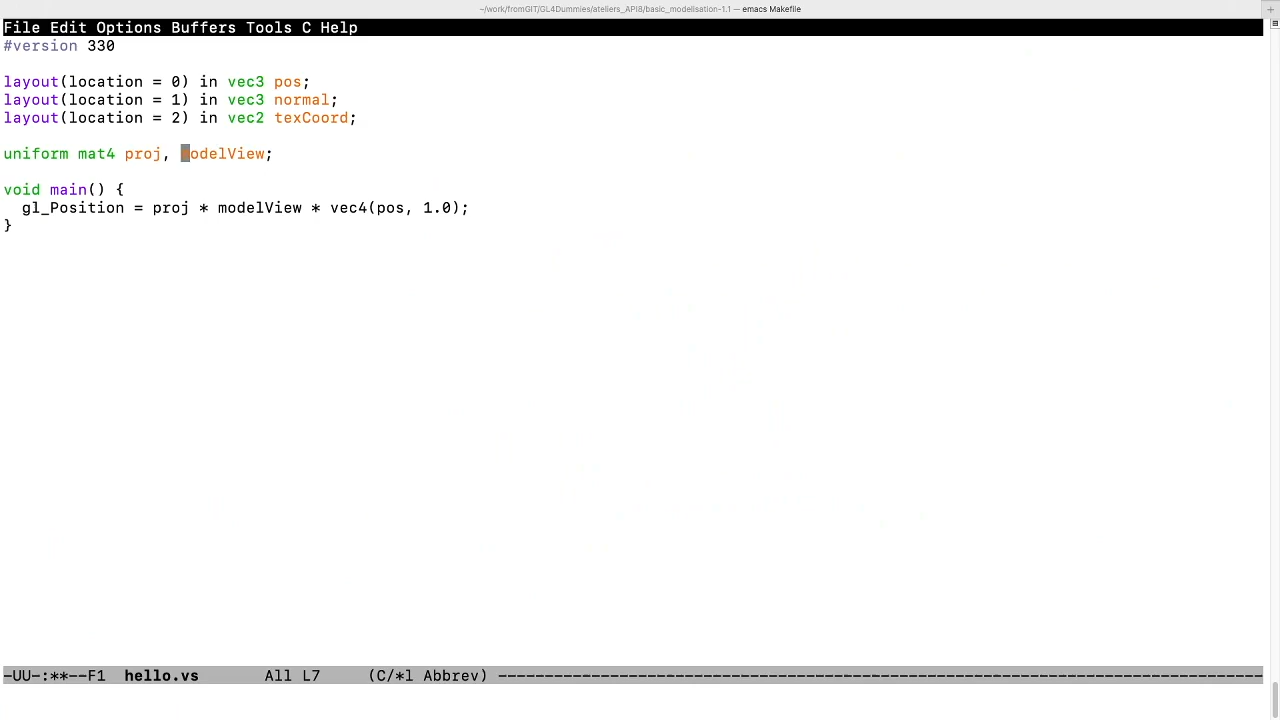 ~/work/fromGIT/GL4Dummies/ateliers_API8/basic_modelisation-1.1 — emacs Makefile
File Edit Options Buffers Tools C Help
#version 330
layout(location = 0) in vec3 pos;
layout(location = 1) in vec3 normal;
layout(location = 2) in vec2 texCoord;
uniform mat4 proj, modelView;
void main() {
  gl_Position = proj * modelView * vec4(pos, 1.0);
}
-UU-:**--F1  hello.vs       All L7     (C/*l Abbrev) ----------------------------------------------------------------------------------